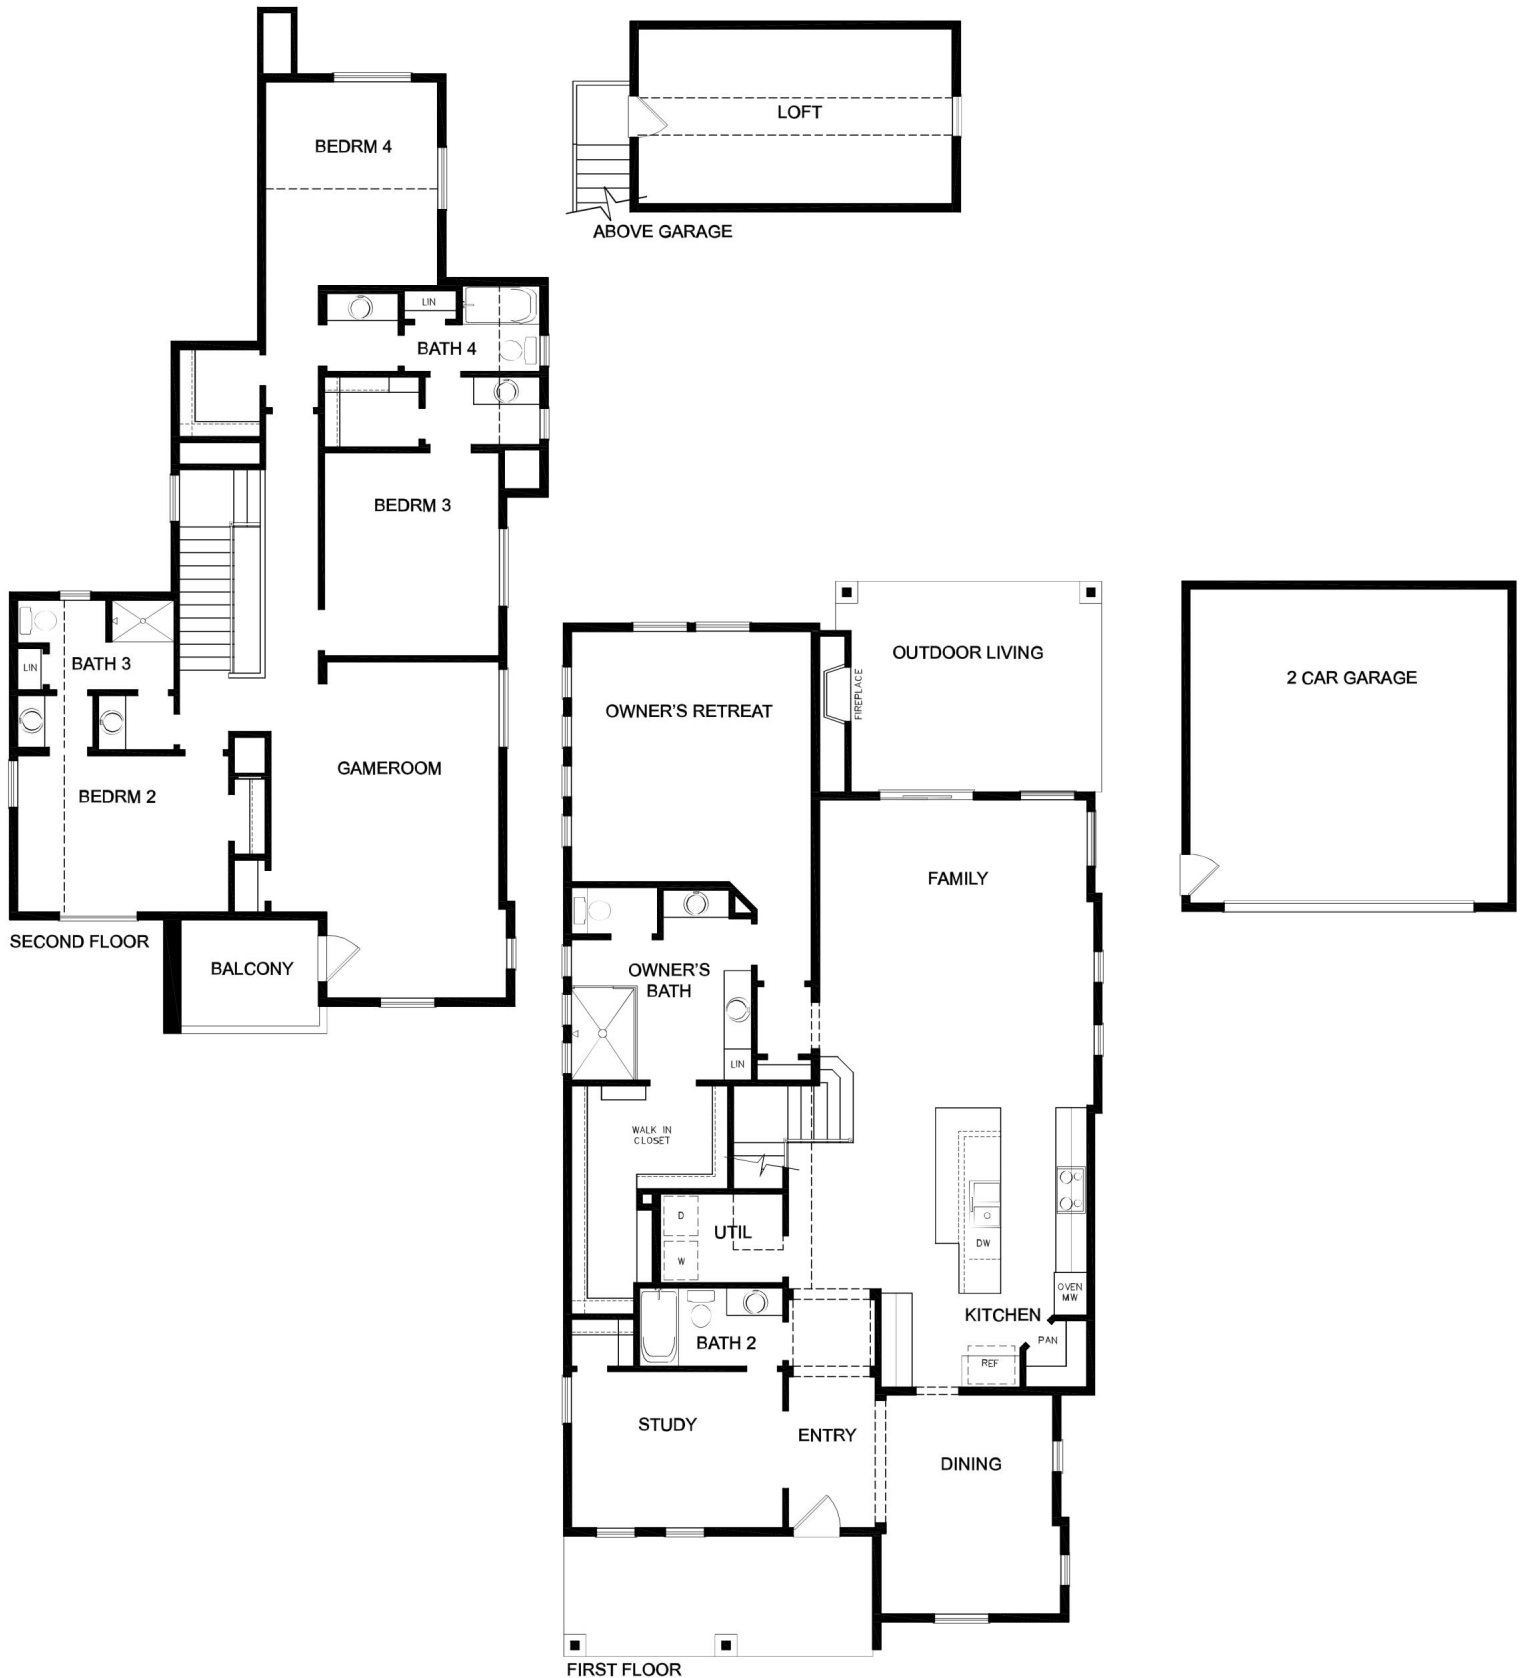 BEDRM 4
LIN
BATH 4
BEDRM 3
BATH 3
LIN
GAMEROOM
BEDRM 2
SECOND FLOOR
BALCONY
LOFT
ABOVE GARAGE
OUTDOOR LIVING
FIREPLACE
OWNER'S RETREAT
2 CAR GARAGE
FAMILY
OWNER'S
BATH
LIN
WALK IN
CLOSET
D
UTIL
W
DW
OVEN
MW
KITCHEN
PAN
REF
BATH 2
STUDY
ENTRY
DINING
FIRST FLOOR